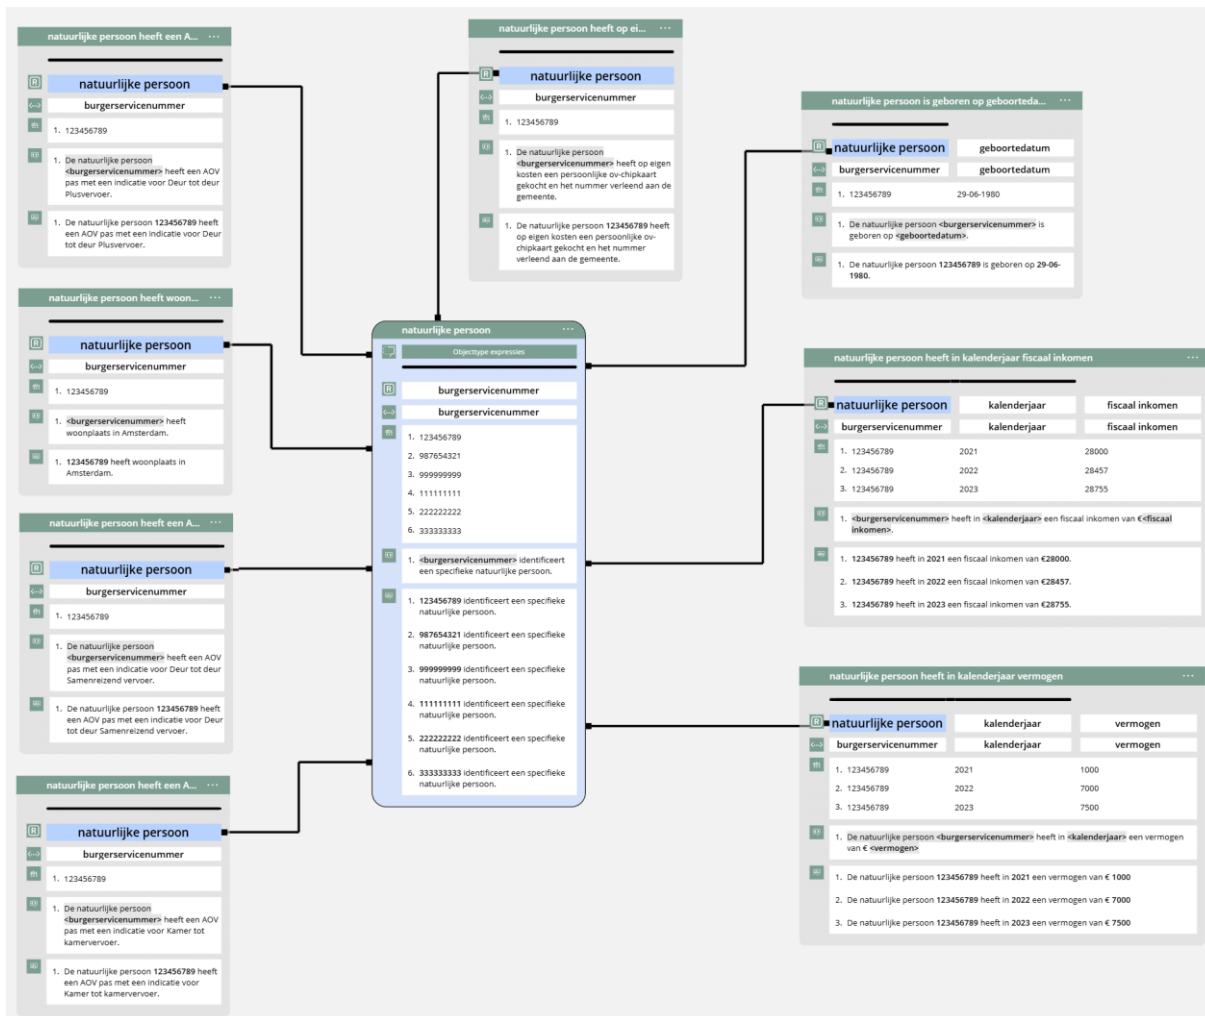 natuurlijke persoon heeft een A... ...
natuurlijke persoon
burgerservicenummer
1. 123456789
1. De natuurlijke persoon
<burgerservicenummer> heeft een AOV
pas met een indicatie voor Deur tot deur
Plusvervoer.
1. De natuurlijke persoon 123456789 heeft
een AOV pas met een indicatie voor Deur
tot deur Plusvervoer.
natuurlijke persoon heeft woon... ...
natuurlijke persoon
burgerservicenummer
1. 123456789
1. <burgerservicenummer> heeft
woonplaats in Amsterdam.
1. 123456789 heeft woonplaats in
Amsterdam.
natuurlijke persoon heeft een A... ...
natuurlijke persoon
burgerservicenummer
1. 123456789
1. De natuurlijke persoon
<burgerservicenummer> heeft een AOV
pas met een indicatie voor Deur tot deur
Samenreizend vervoer.
1. De natuurlijke persoon 123456789 heeft
een AOV pas met een indicatie voor Deur
tot deur Samenreizend vervoer.
natuurlijke persoon heeft een A... ...
natuurlijke persoon
burgerservicenummer
1. 123456789
1. De natuurlijke persoon
<burgerservicenummer> heeft een AOV
pas met een indicatie voor Kamer tot
kamervervoer.
1. De natuurlijke persoon 123456789 heeft
een AOV pas met een indicatie voor
Kamer tot kamervervoer.
natuurlijke persoon heeft op ei... ...
R
natuurlijke persoon
burgerservicenummer
1. 123456789
1. De natuurlijke persoon
<burgerservicenummer> heeft op eigen
kosten een persoonlijke ov-chipkaart
gekocht en het nummer verleend aan de
gemeente.
1. De natuurlijke persoon 123456789 heeft
op eigen kosten een persoonlijke ov-
chipkaart gekocht en het nummer
verleend aan de gemeente.
natuurlijke persoon ...
Objecttype expressies
burgerservicenummer
burgerservicenummer
1. 123456789
2. 987654321
3. 999999999
4. 111111111
5. 222222222
6. 333333333
1. <burgerservicenummer> identificeert
een specifieke natuurlijke persoon.
1. 123456789 identificeert een specifieke
natuurlijke persoon.
2. 987654321 identificeert een specifieke
natuurlijke persoon.
3. 999999999 identificeert een specifieke
natuurlijke persoon.
4. 111111111 identificeert een specifieke
natuurlijke persoon.
5. 222222222 identificeert een specifieke
natuurlijke persoon.
6. 333333333 identificeert een specifieke
natuurlijke persoon.
natuurlijke persoon is geboren op geboorteda... ...
natuurlijke persoon geboortedatum
burgerservicenummer geboortedatum
1. 123456789 29-06-1980
1. De natuurlijke persoon <burgerservicenummer> is
geboren op <geboortedatum>.
1. De natuurlijke persoon 123456789 is geboren op 29-06-
1980.
natuurlijke persoon heeft in kalenderjaar fiscaal inkomen ...
natuurlijke persoon kalenderjaar fiscaal inkomen
burgerservicenummer kalenderjaar fiscaal inkomen
1. 123456789 2021 28000
2. 123456789 2022 28457
3. 123456789 2023 28755
1. <burgerservicenummer> heeft in <kalenderjaar> een fiscaal inkomen van €<fiscaal
inkomen>.
1. 123456789 heeft in 2021 een fiscaal inkomen van €28000.
2. 123456789 heeft in 2022 een fiscaal inkomen van €28457.
3. 123456789 heeft in 2023 een fiscaal inkomen van €28755.
natuurlijke persoon heeft in kalenderjaar vermogen ...
natuurlijke persoon kalenderjaar vermogen
burgerservicenummer kalenderjaar vermogen
1. 123456789 2021 1000
2. 123456789 2022 7000
3. 123456789 2023 7500
1. De natuurlijke persoon <burgerservicenummer> heeft in <kalenderjaar> een vermogen
van € <vermogen>
1. De natuurlijke persoon 123456789 heeft in 2021 een vermogen van € 1000
2. De natuurlijke persoon 123456789 heeft in 2022 een vermogen van € 7000
3. De natuurlijke persoon 123456789 heeft in 2023 een vermogen van € 7500